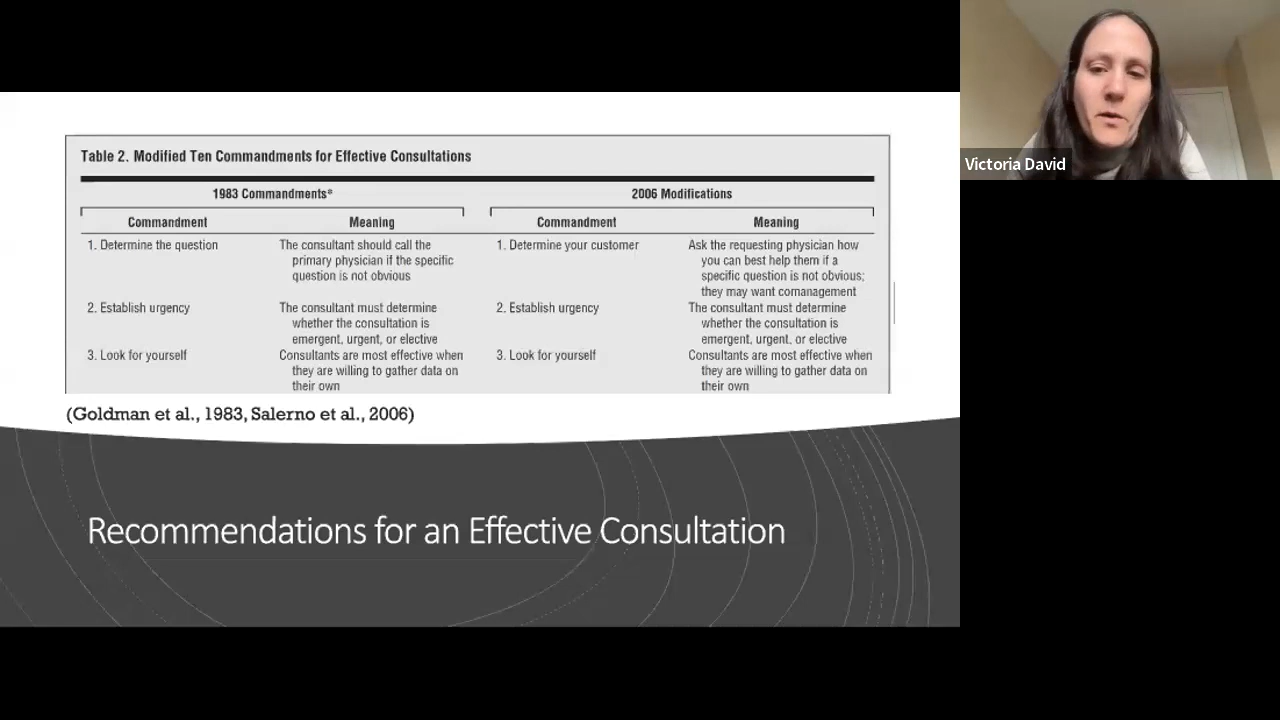 Table 2. Modified Ten Commandments for Effective Consultations
1983 Commandments*
2006 Modifications
Commandment
Meaning
Commandment
Meaning
1. Determine the question
The consultant should call the
primary physician if the specific
question is not obvious
1. Determine your customer
Ask the requesting physician how
you can best help them if a
specific question is not obvious;
they may want comanagement
2. Establish urgency
The consultant must determine
whether the consultation is
emergent, urgent, or elective
2. Establish urgency
The consultant must determine
whether the consultation is
emergent, urgent, or elective
3. Look for yourself
Consultants are most effective when
they are willing to gather data on
their own
3. Look for yourself
Consultants are most effective when
they are willing to gather data on
their own
(Goldman et al., 1983, Salerno et al., 2006)
Recommendations for an Effective Consultation
Victoria David